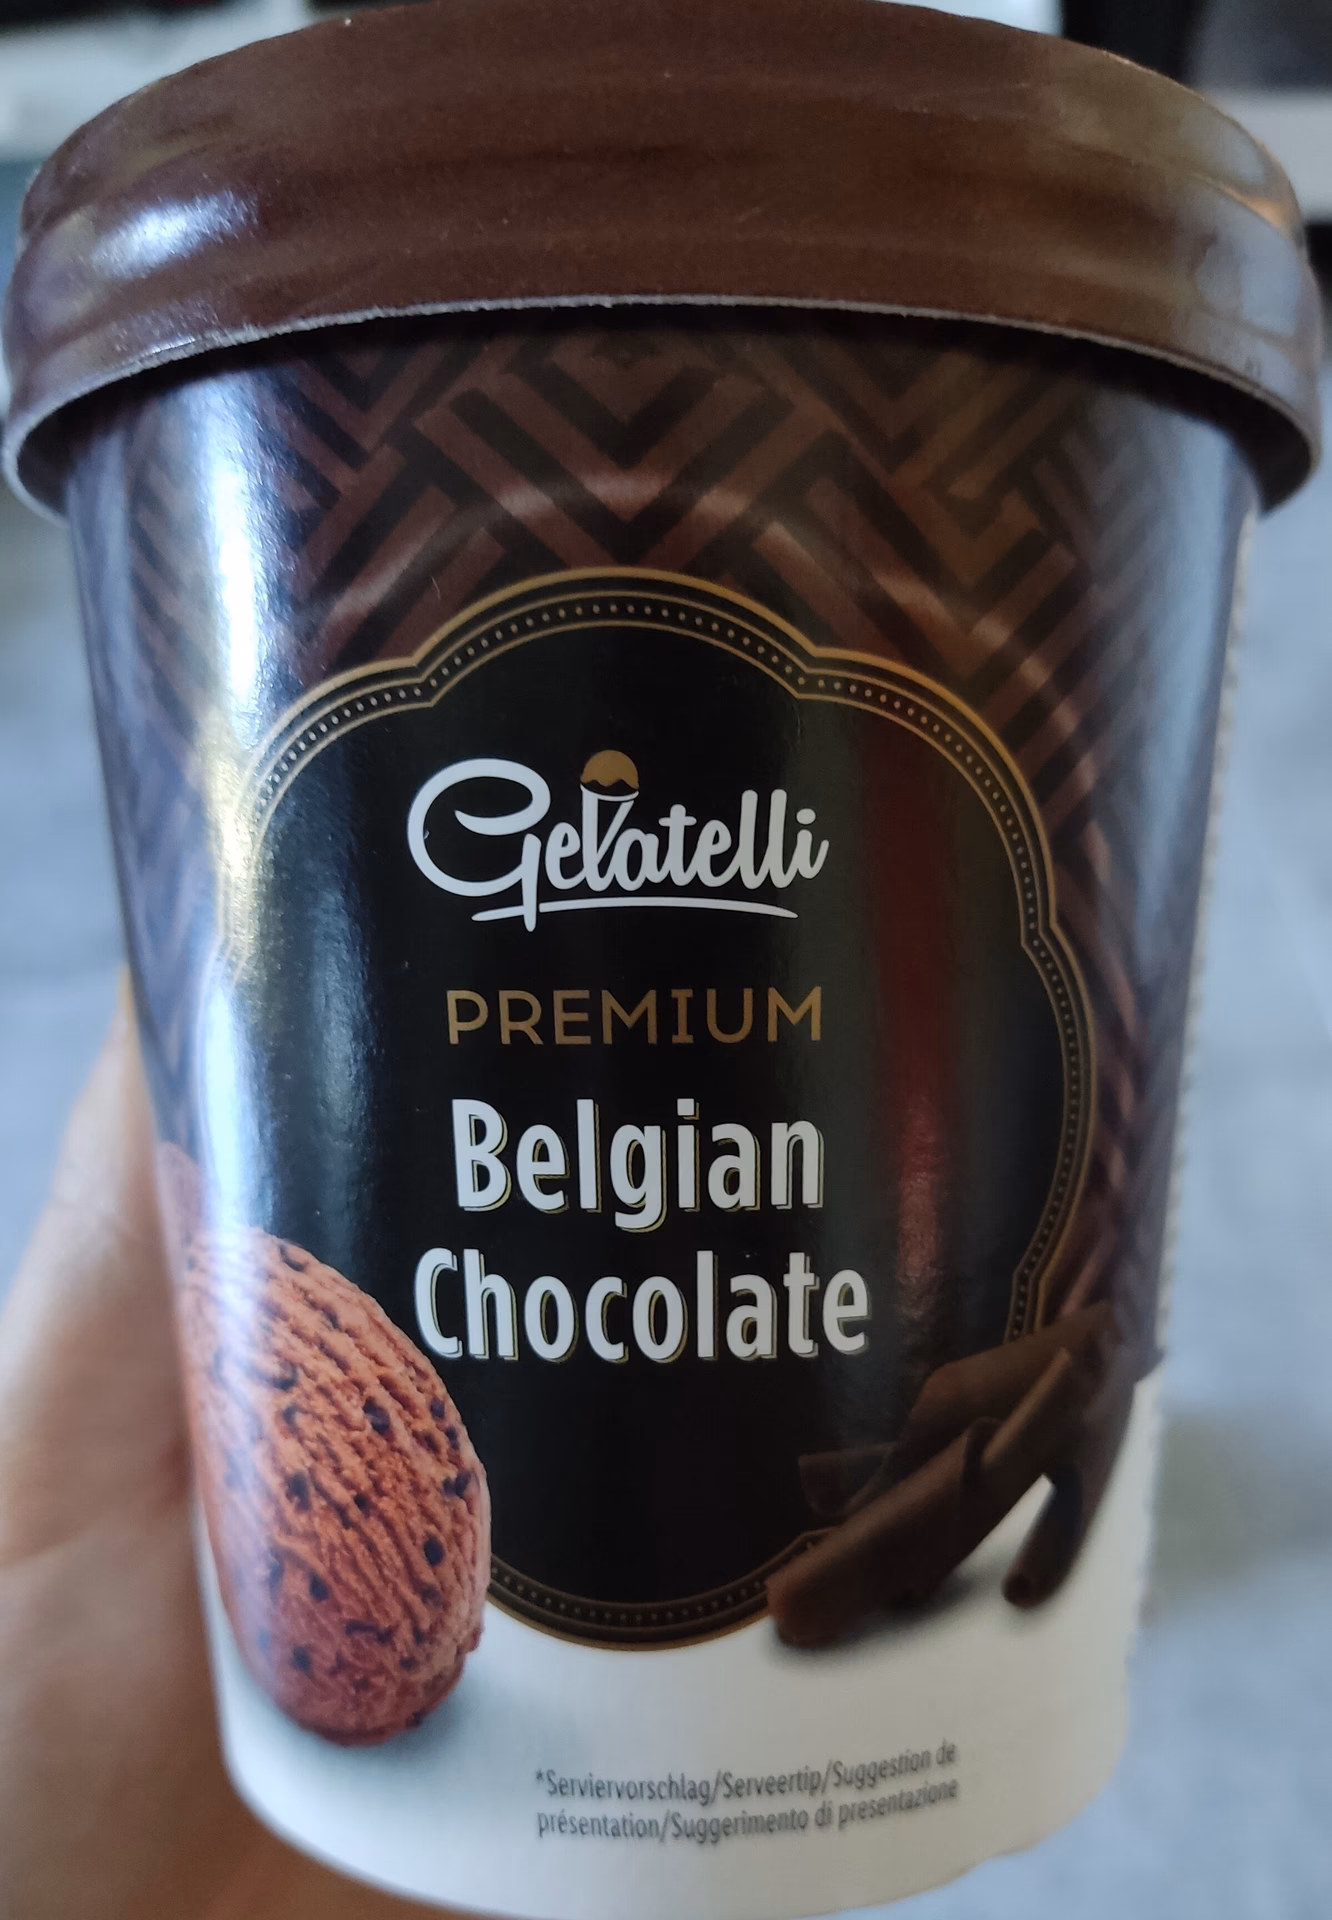 Gelatelli
PREMIUM
Belgian
Chocolate
*Serviervorschlag/Serveertip/Suggestion de
présentation/Suggerimento di presentazione